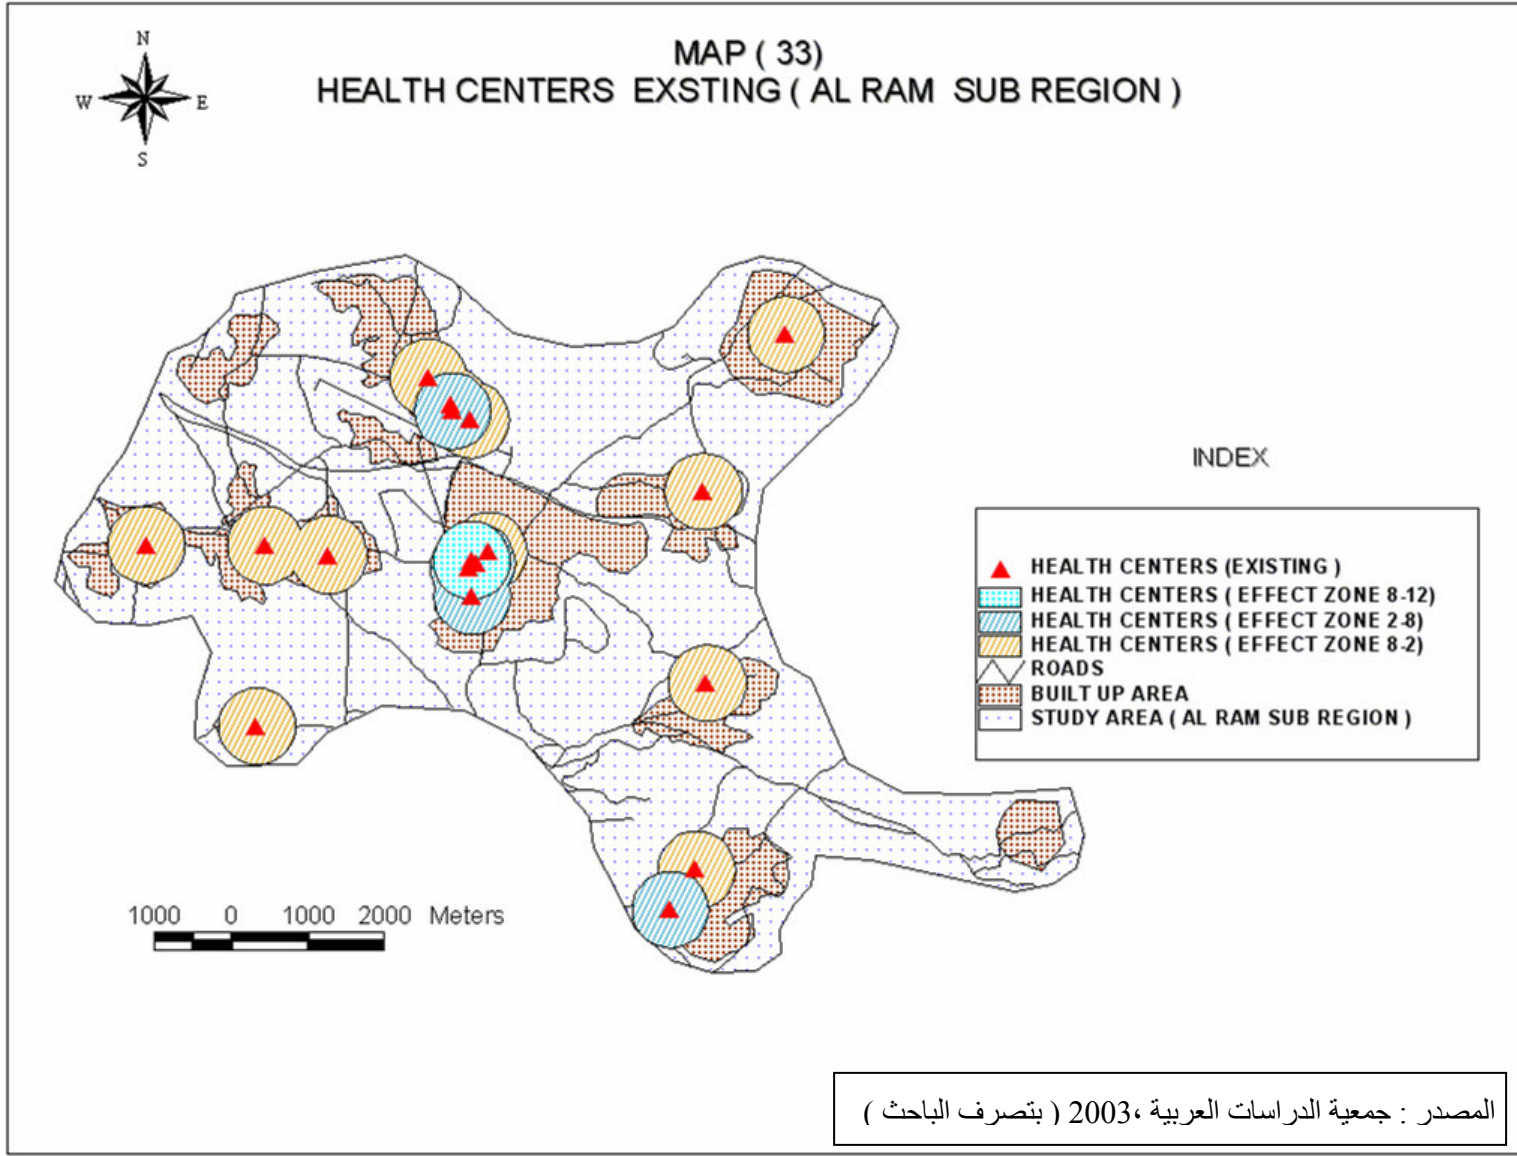 MAP ( 33)
HEALTH CENTERS EXSTING ( AL RAM SUB REGION )
N
W E
S
INDEX
HEALTH CENTERS (EXISTING )
HEALTH CENTERS ( EFFECT ZONE 8-12)
HEALTH CENTERS ( EFFECT ZONE 2-8)
HEALTH CENTERS ( EFFECT ZONE 8-2)
ROADS
BUILT UP AREA
STUDY AREA ( AL RAM SUB REGION )
1000 0 1000 2000 Meters
المصدر : جمعية الدراسات العربية ،2003 ( بتصرف الباحث )